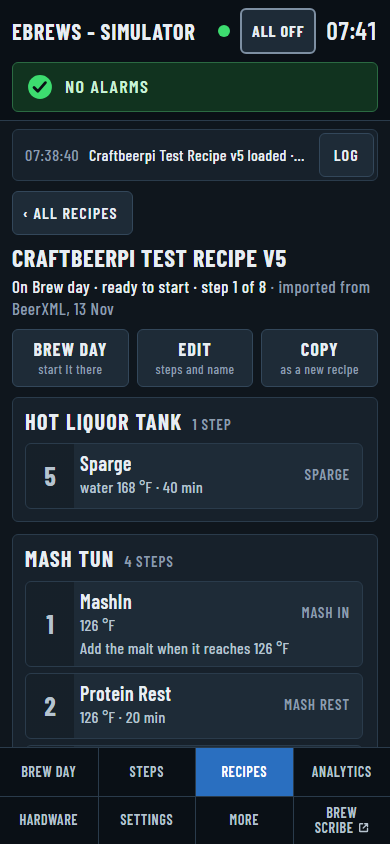 EBREWS - SIMULATOR
ALL OFF
07:41
NO ALARMS
07:38:40 Craftbeerpi Test Recipe v5 loaded ·...
LOG
‹ ALL RECIPES
CRAFTBEERPI TEST RECIPE V5
On Brew day · ready to start · step 1 of 8 · imported from
BeerXML, 13 Nov
BREW DAY
start it there
EDIT
steps and name
COPY
as a new recipe
HOT LIQUOR TANK 1 STEP
5
Sparge
water 168 °F · 40 min
SPARGE
MASH TUN 4 STEPS
1
MashIn
126 °F
Add the malt when it reaches 126 °F
MASH IN
2
Protein Rest
126 °F · 20 min
MASH REST
BREW DAY
STEPS
RECIPES
ANALYTICS
HARDWARE
SETTINGS
MORE
BREW
SCRIBE